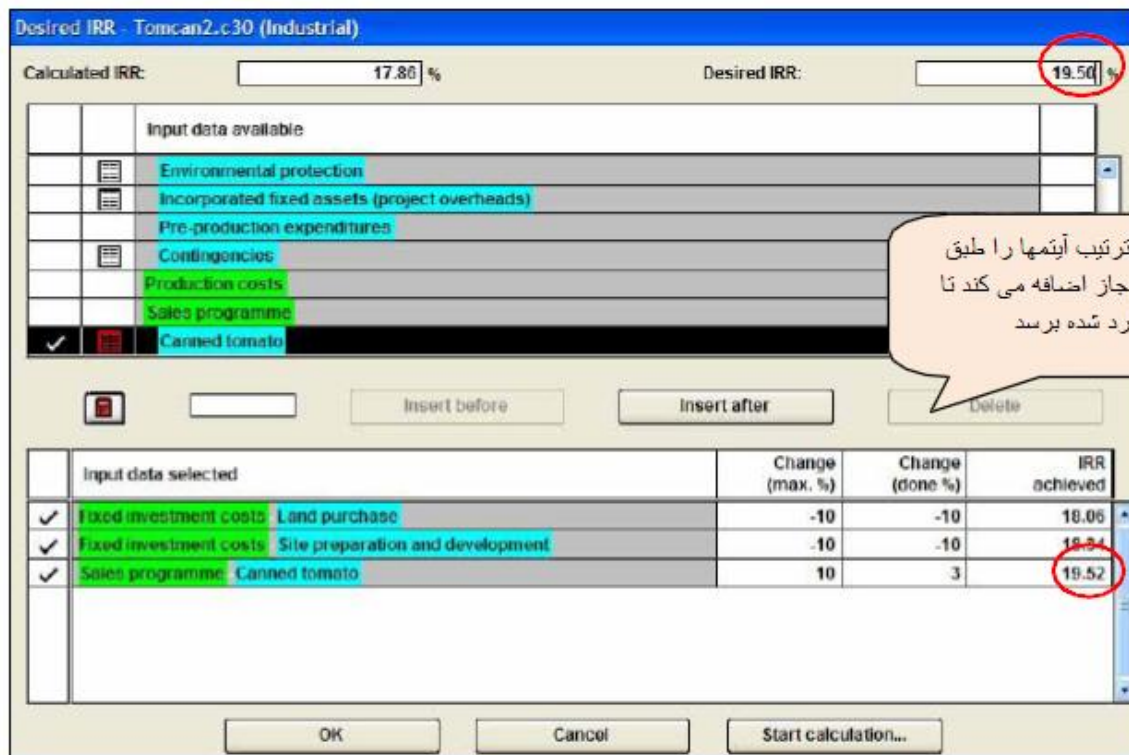 Desired IRR - Tomcan2.c30 (Industrial)
Calculated IRR: 17.86 % Desired IRR: 19.50 %
Input data available
Environmental protection
Incorporated fixed assets (project overheads)
Pre-production expenditures
Contingencies
Production costs
Sales programme
Canned tomato
ترتیب آیتمها را طبق
جاز اضافه می کند تا
رد شده برسد
Insert before Insert after Delete
Input data selected Change (max. %) Change (done %) IRR achieved
Fixed investment costs Land purchase -10 -10 18.06
Fixed investment costs Site preparation and development -10 -10
Sales programme Canned tomato 10 3 19.52
OK Cancel Start calculation...